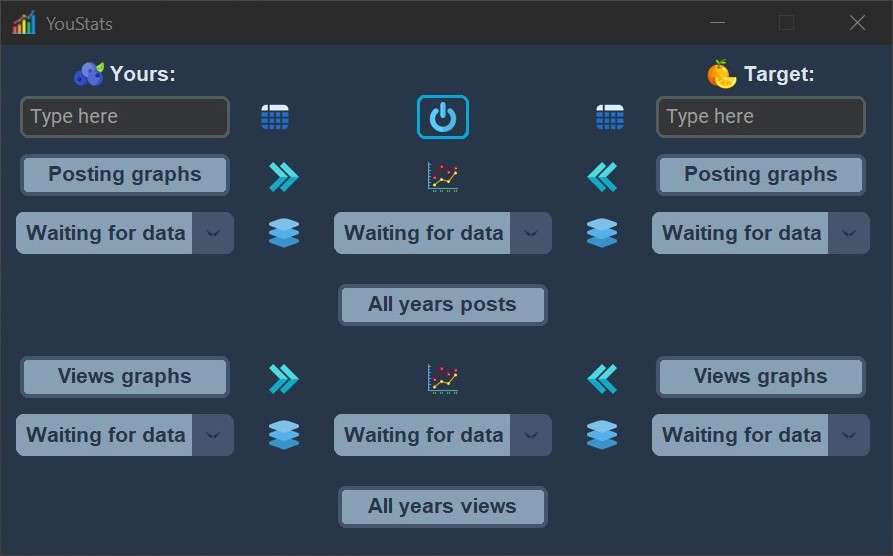 YouStats
Yours: Target:
Type here Type here
Posting graphs Posting graphs
Waiting for data Waiting for data Waiting for data
All years posts
Views graphs Views graphs
Waiting for data Waiting for data Waiting for data
All years views